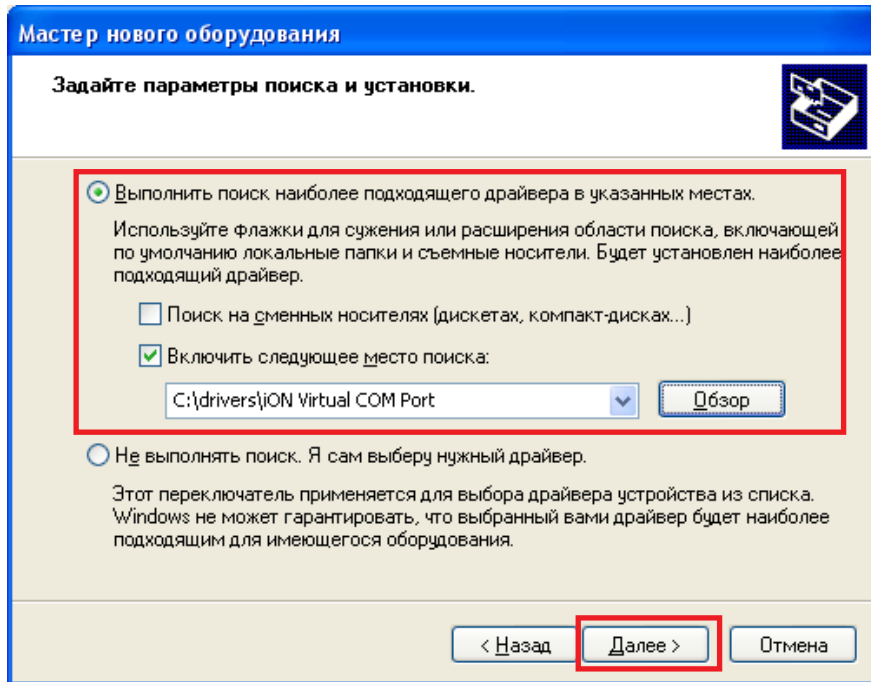 Мастер нового оборудования
Задайте параметры поиска и установки.
Выполнить поиск наиболее подходящего драйвера в указанных местах.
Используйте флажки для сужения или расширения области поиска, включающей
по умолчанию локальные папки и съемные носители. Будет установлен наиболее
подходящий драйвер.
Поиск на сменных носителях (дискетах, компакт-дисках...)
Включить следующее место поиска:
C:\drivers\iON Virtual COM Port
Обзор
Не выполнять поиск. Я сам выберу нужный драйвер.
Этот переключатель применяется для выбора драйвера устройства из списка.
Windows не может гарантировать, что выбранный вами драйвер будет наиболее
подходящим для имеющегося оборудования.
< Назад Далее > Отмена